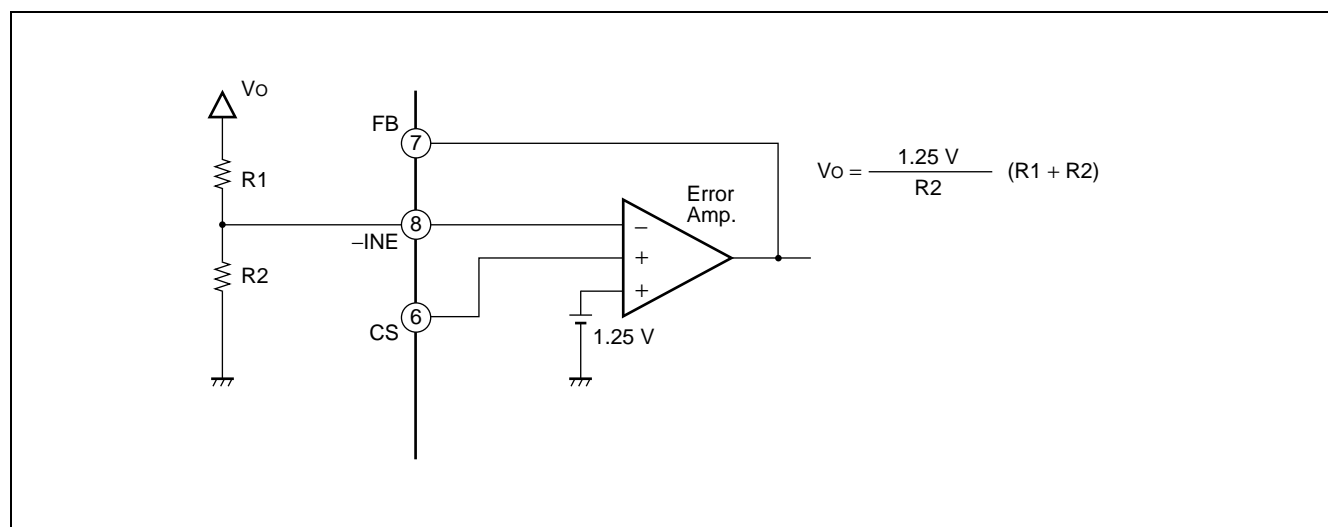 VO
FB
7
R1
Error
Amp.
8
–INE
–
+
+
R2
6
CS
1.25 V
VO = 1.25 V / R2 (R1 + R2)